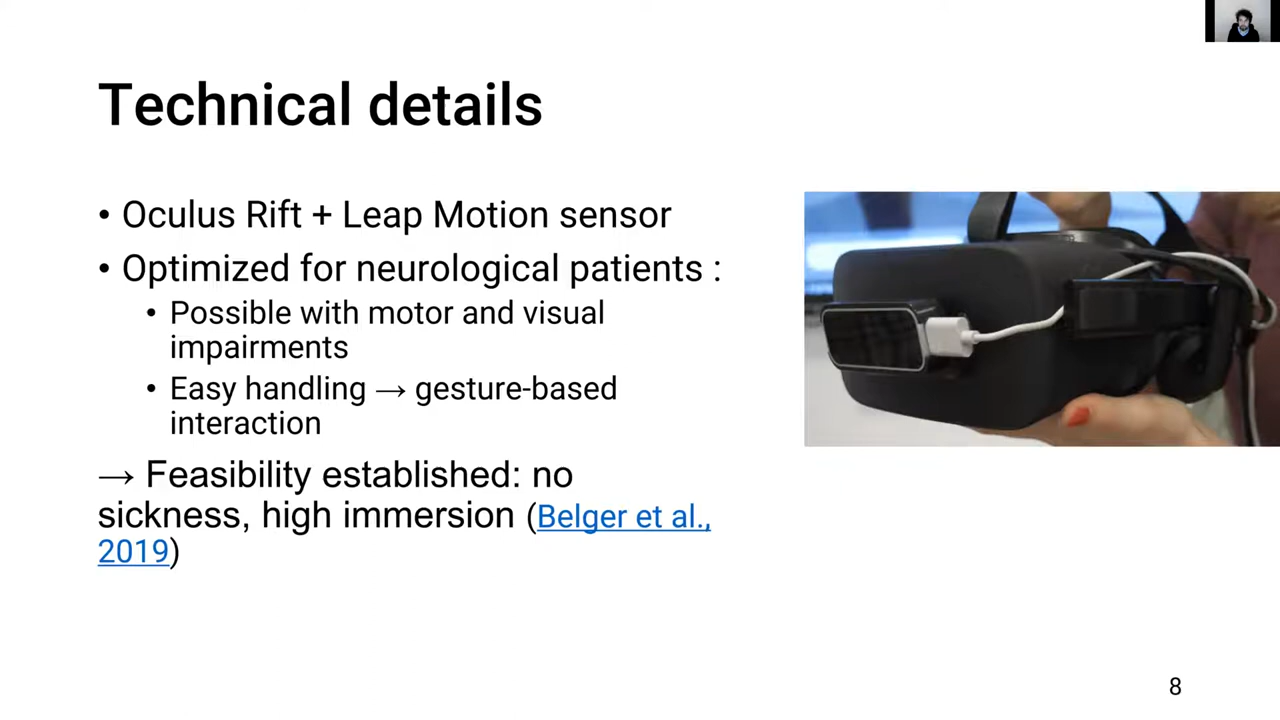 Technical details
• Oculus Rift + Leap Motion sensor
• Optimized for neurological patients :
• Possible with motor and visual
impairments
• Easy handling → gesture-based
interaction
→ Feasibility established: no
sickness, high immersion (Belger et al.,
2019)
8